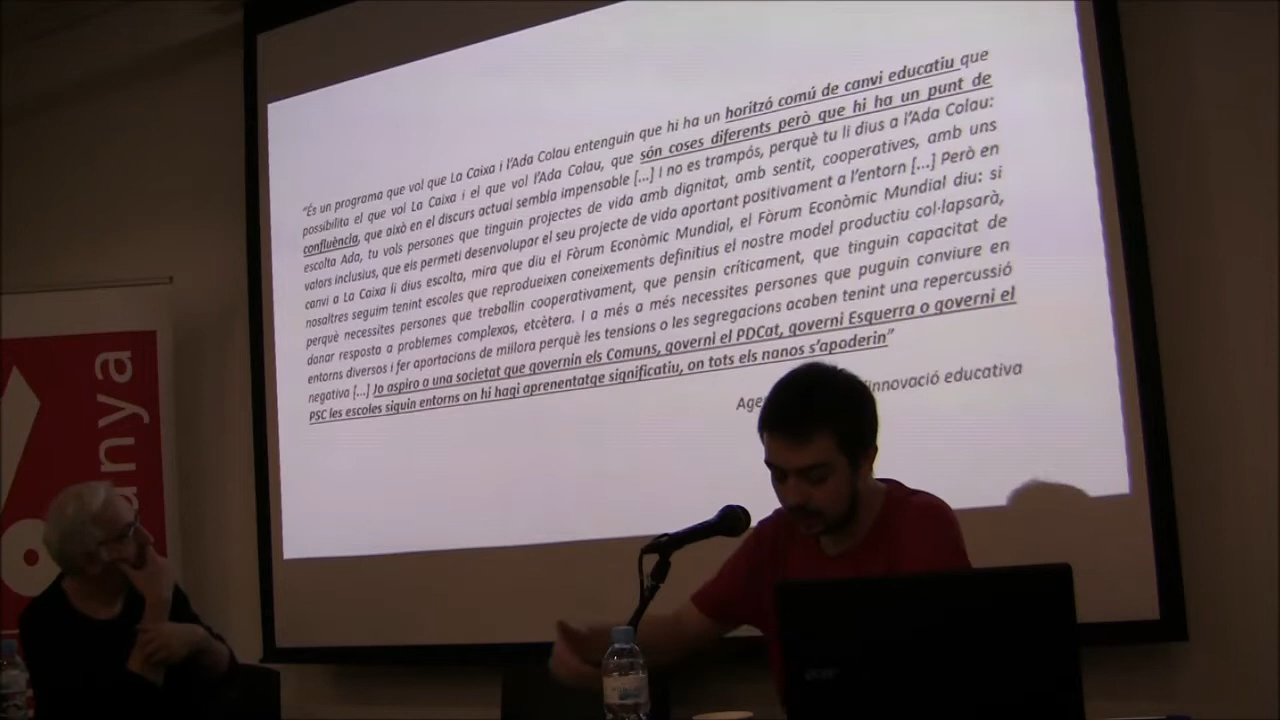 "És un programa que vol que La Caixa i l'Ada Colau entenguin que hi ha un horitzó comú de canvi educatiu que
possibilita el que vol La Caixa i el que vol l'Ada Colau, que són coses diferents però que hi ha un punt de
confluència, que això en el discurs actual sembla impensable [...] I no es trampós, perquè tu li dius a l'Ada Colau:
escolta Ada, tu vols persones que tinguin projectes de vida amb dignitat, amb sentit, cooperatives, amb uns
valors inclusius, que els permeti desenvolupar el seu projecte de vida aportant positivament a l'entorn [...] Però en
canvi a La Caixa li dius escolta, mira que diu el Fòrum Econòmic Mundial, el Fòrum Econòmic Mundial diu: si
nosaltres seguim tenint escoles que reprodueixen coneixements definitius el nostre model productiu col·lapsarà,
perquè necessites persones que treballin cooperativament, que pensin críticament, que tinguin capacitat de
donar resposta a problemes complexos, etcètera. I a més a més necessites persones que puguin conviure en
entorns diversos i fer aportacions de millora perquè les tensions o les segregacions acaben tenint una repercussió
negativa [...] Jo aspiro a una societat que governin els Comuns, governi el PDCat, governi Esquerra o governi el
PSC les escoles siguin entorns on hi hagi aprenentatge significatiu, on tots els nanos s'apoderin"
innovació educativa
anya
acer